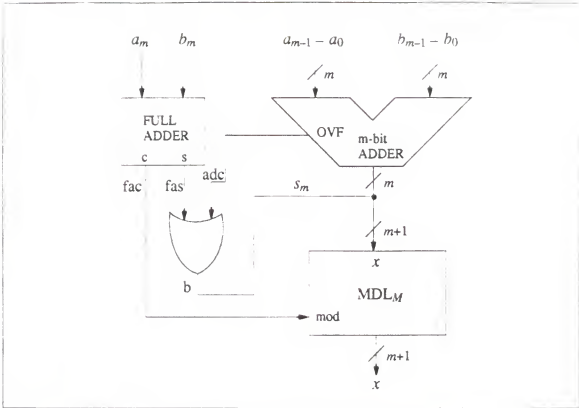 a_m b_m a_{m-1} – a_0 b_{m-1} – b_0
m m
FULL ADDER
OVF
m-bit ADDER
c s
fac fas adc
s_m
m
m+1
x
b
MDL_M
mod
m+1
x